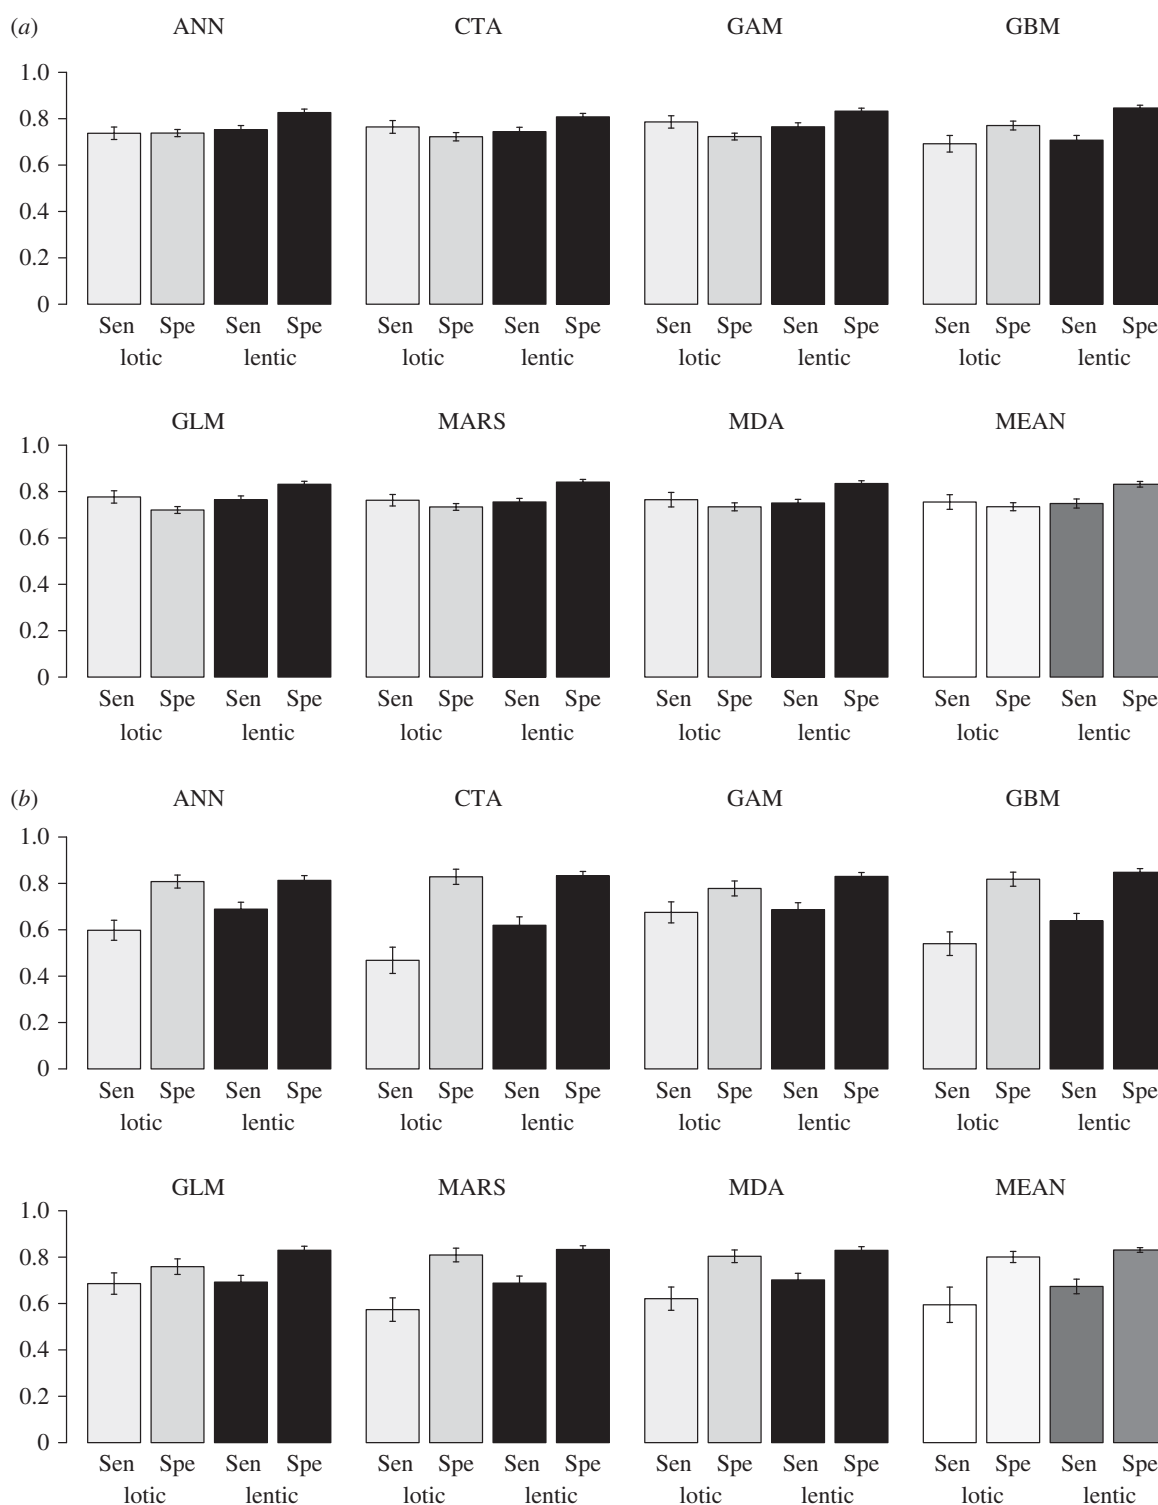 (a) ANN CTA GAM GBM
1.0
0.8
0.6
0.4
0.2
0
Sen Spe Sen Spe Sen Spe Sen Spe Sen Spe Sen Spe Sen Spe Sen Spe
lotic lentic lotic lentic lotic lentic lotic lentic
GLM MARS MDA MEAN
1.0
0.8
0.6
0.4
0.2
0
Sen Spe Sen Spe Sen Spe Sen Spe Sen Spe Sen Spe Sen Spe Sen Spe
lotic lentic lotic lentic lotic lentic lotic lentic
(b) ANN CTA GAM GBM
1.0
0.8
0.6
0.4
0.2
0
Sen Spe Sen Spe Sen Spe Sen Spe Sen Spe Sen Spe Sen Spe Sen Spe
lotic lentic lotic lentic lotic lentic lotic lentic
GLM MARS MDA MEAN
1.0
0.8
0.6
0.4
0.2
0
Sen Spe Sen Spe Sen Spe Sen Spe Sen Spe Sen Spe Sen Spe Sen Spe
lotic lentic lotic lentic lotic lentic lotic lentic